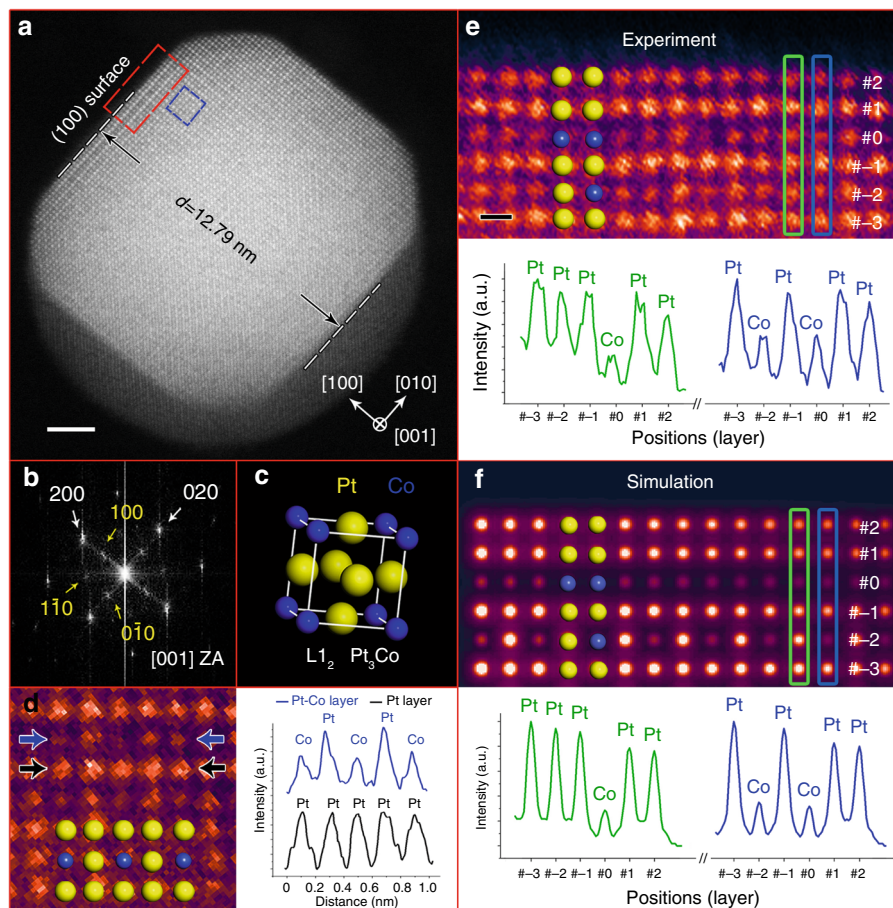 a
(100) surface
d=12.79 nm
[100]
[010]
[001]
b
200
020
100
11̄0
01̄0
[001] ZA
c
Pt
Co
L1₂ Pt₃Co
d
Pt-Co layer
Pt layer
Intensity (a.u.)
Co
Pt
Co
Pt
Co
Pt
Pt
Pt
Pt
Pt
0
0.2
0.4
0.6
0.8
1.0
Distance (nm)
e
Experiment
#2
#1
#0
#–1
#–2
#–3
Intensity (a.u.)
Pt
Pt
Pt
Co
Pt
Pt
Pt
Co
Pt
Co
Pt
Pt
#–3 #–2 #–1 #0 #1 #2 // #–3 #–2 #–1 #0 #1 #2
Positions (layer)
f
Simulation
#2
#1
#0
#–1
#–2
#–3
Intensity (a.u.)
Pt
Pt
Pt
Co
Pt
Pt
Pt
Co
Pt
Co
Pt
Pt
#–3 #–2 #–1 #0 #1 #2 // #–3 #–2 #–1 #0 #1 #2
Positions (layer)